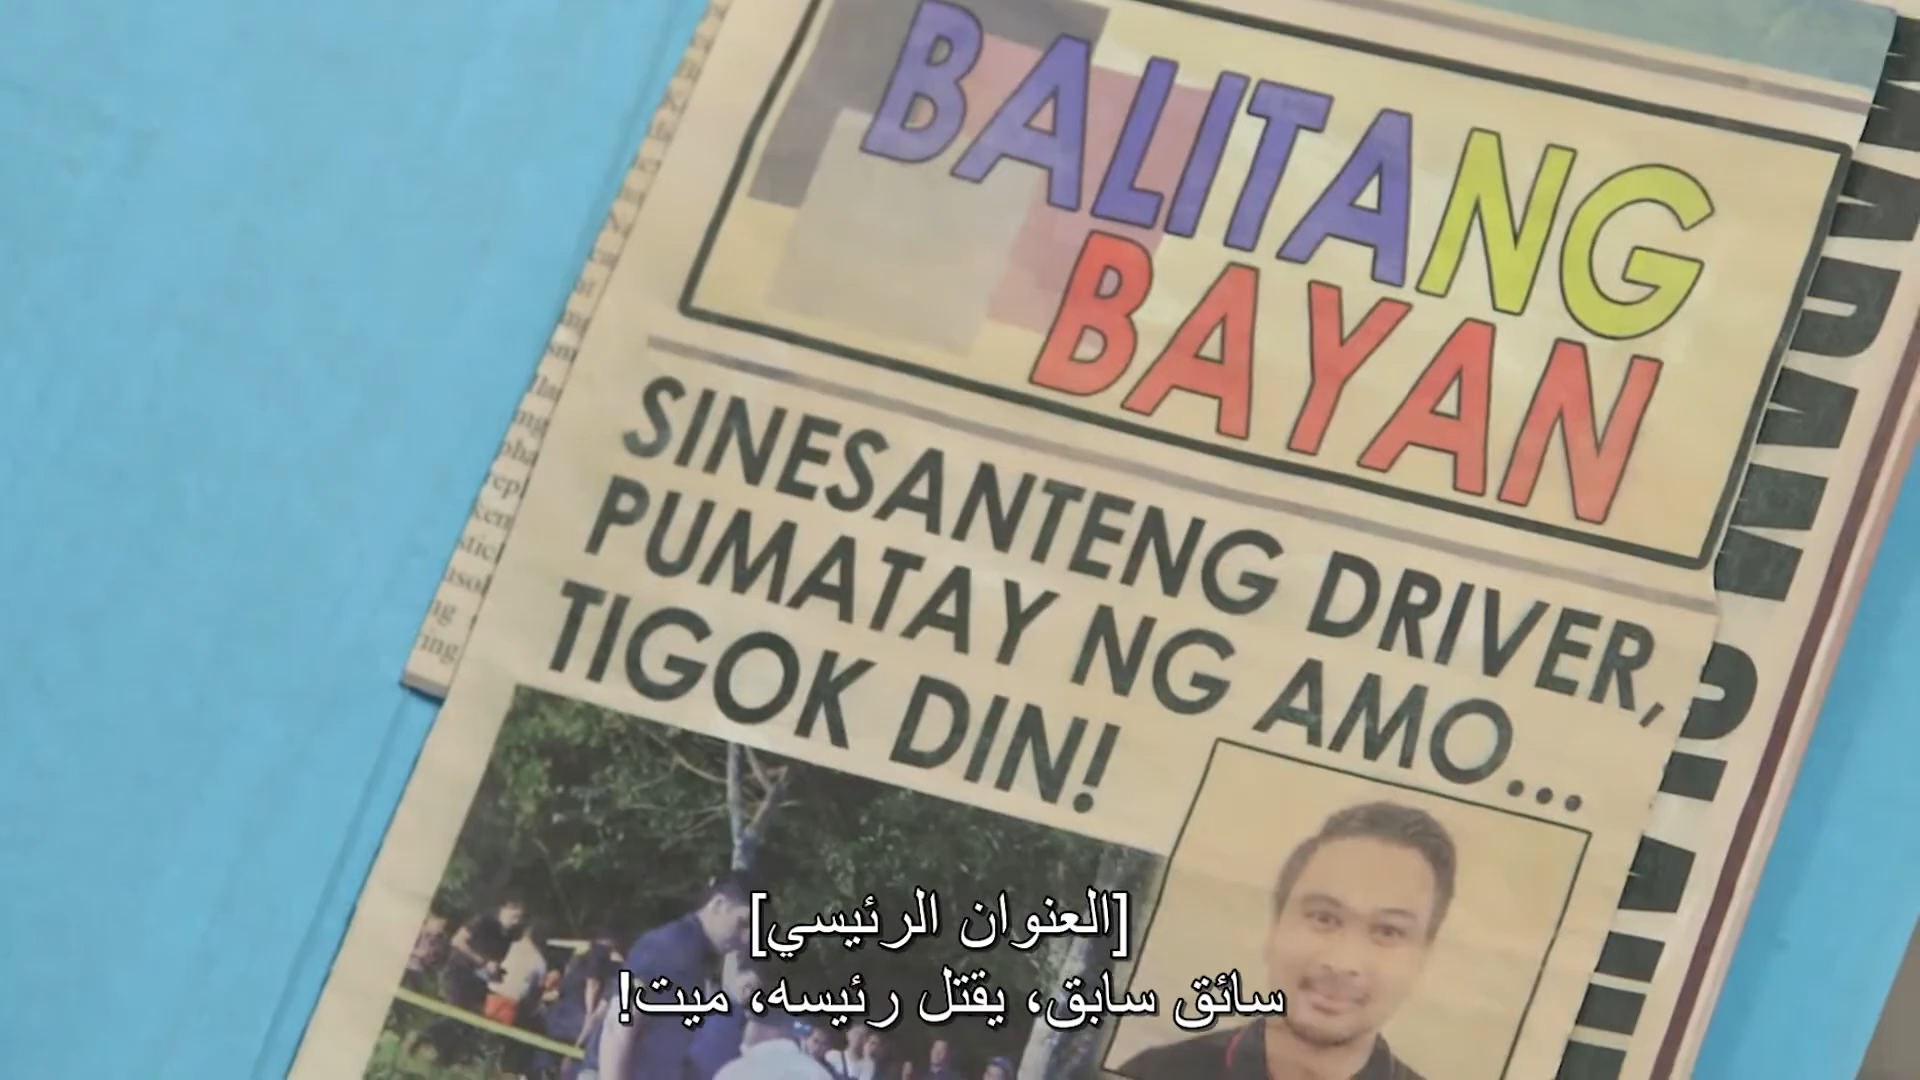 BALITANG
BAYAN
SINESANTENG DRIVER,
PUMATAY NG AMO...
TIGOK DIN!
[العنوان الرئيسي]
سائق سابق، يقتل رئيسه، ميت!